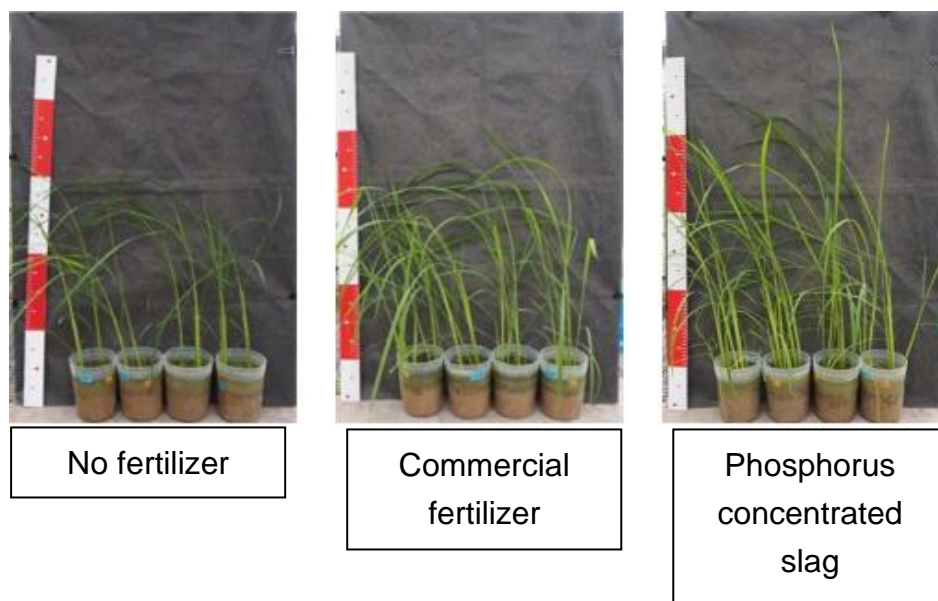 No fertilizer
Commercial
fertilizer
Phosphorus
concentrated
slag